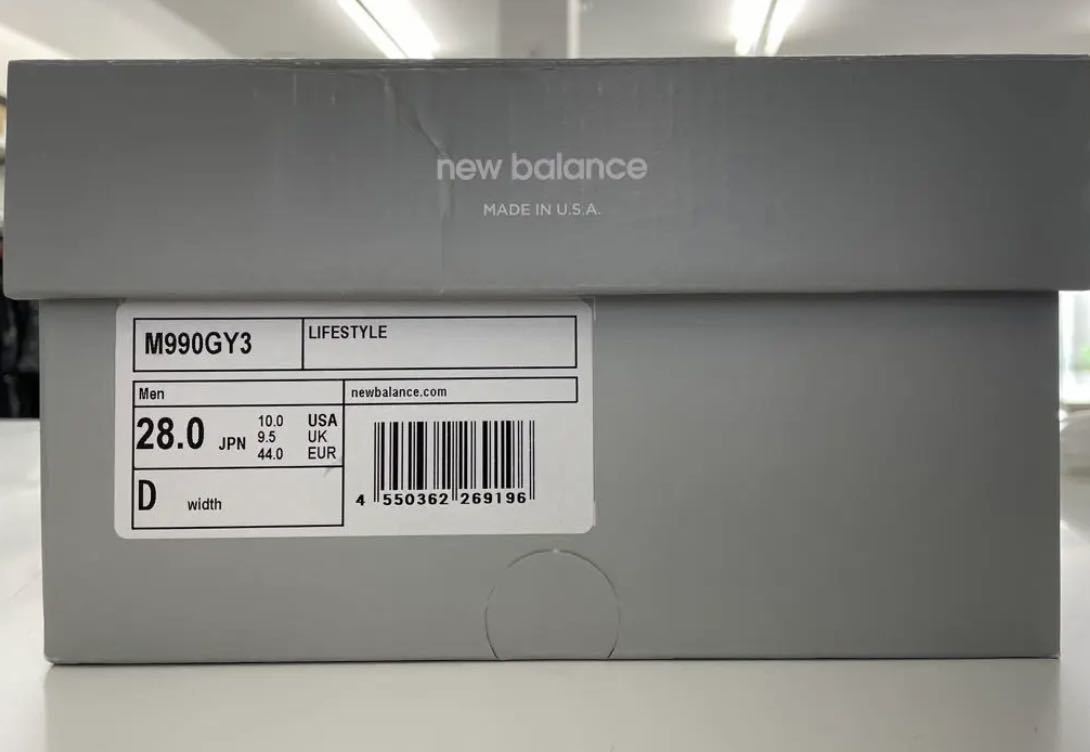 new balance
MADE IN U.S.A.
M990GY3
LIFESTYLE
Men
newbalance.com
28.0 JPN
10.0 USA
9.5 UK
44.0 EUR
D width
4 550362 269196